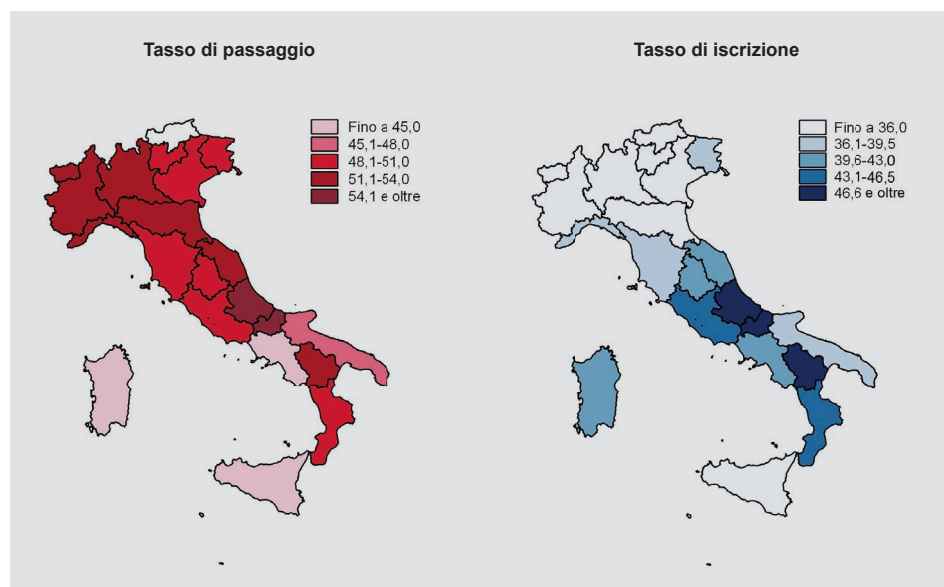 Tasso di passaggio
Fino a 45,0
45,1-48,0
48,1-51,0
51,1-54,0
54,1 e oltre
Tasso di iscrizione
Fino a 36,0
36,1-39,5
39,6-43,0
43,1-46,5
46,6 e oltre